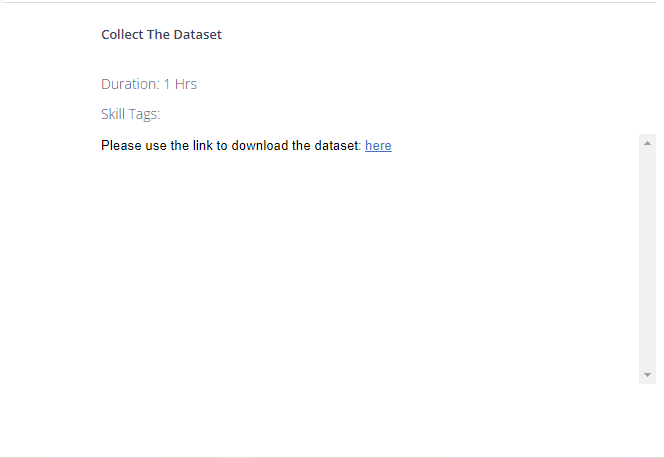 Collect The Dataset
Duration: 1 Hrs
Skill Tags:
Please use the link to download the dataset: here